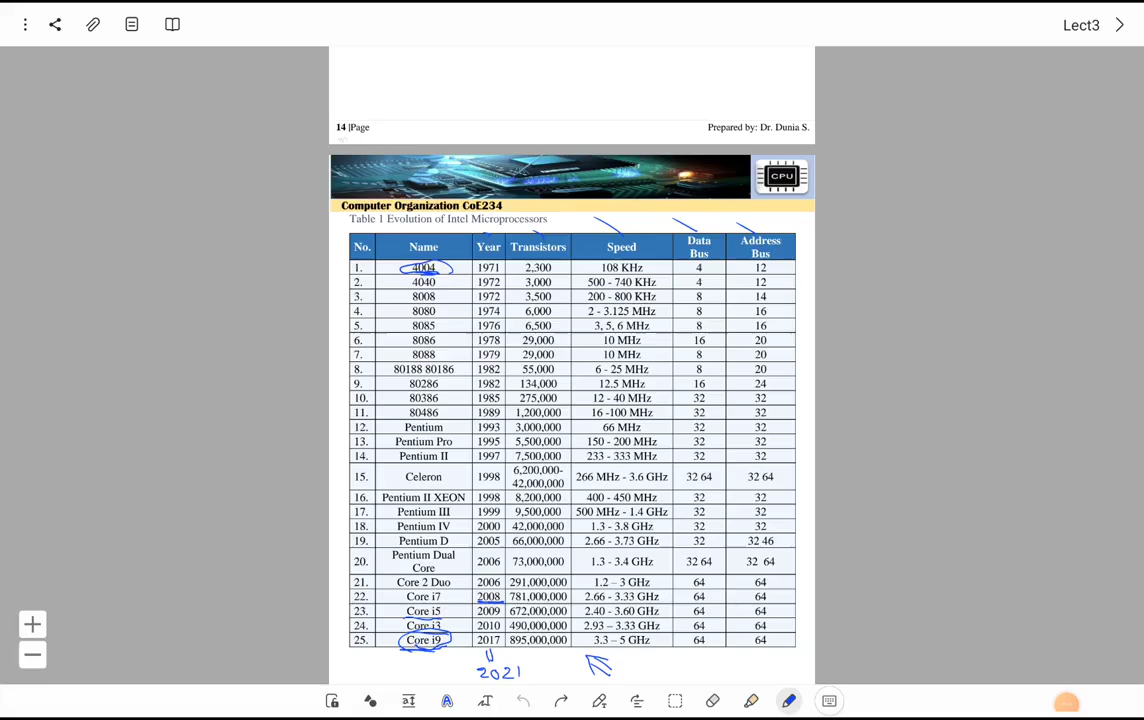 Lect3
14 |Page Prepared by: Dr. Dunia S.
CPU
Computer Organization CoE234
Table 1 Evolution of Intel Microprocessors
No. Name Year Transistors Speed Data Bus Address Bus
1. 4004 1971 2,300 108 KHz 4 12
2. 4040 1972 3,000 500 - 740 KHz 4 12
3. 8008 1972 3,500 200 - 800 KHz 8 14
4. 8080 1974 6,000 2 - 3.125 MHz 8 16
5. 8085 1976 6,500 3, 5, 6 MHz 8 16
6. 8086 1978 29,000 10 MHz 16 20
7. 8088 1979 29,000 10 MHz 8 20
8. 80188 80186 1982 55,000 6 - 25 MHz 8 20
9. 80286 1982 134,000 12.5 MHz 16 24
10. 80386 1985 275,000 12 - 40 MHz 32 32
11. 80486 1989 1,200,000 16 -100 MHz 32 32
12. Pentium 1993 3,000,000 66 MHz 32 32
13. Pentium Pro 1995 5,500,000 150 - 200 MHz 32 32
14. Pentium II 1997 7,500,000 233 - 333 MHz 32 32
15. Celeron 1998 6,200,000-42,000,000 266 MHz - 3.6 GHz 32 64 32 64
16. Pentium II XEON 1998 8,200,000 400 - 450 MHz 32 32
17. Pentium III 1999 9,500,000 500 MHz - 1.4 GHz 32 32
18. Pentium IV 2000 42,000,000 1.3 - 3.8 GHz 32 32
19. Pentium D 2005 66,000,000 2.66 - 3.73 GHz 32 32 46
20. Pentium Dual Core 2006 73,000,000 1.3 - 3.4 GHz 32 64 32 64
21. Core 2 Duo 2006 291,000,000 1.2 – 3 GHz 64 64
22. Core i7 2008 781,000,000 2.66 - 3.33 GHz 64 64
23. Core i5 2009 672,000,000 2.40 - 3.60 GHz 64 64
24. Core i3 2010 490,000,000 2.93 – 3.33 GHz 64 64
25. Core i9 2017 895,000,000 3.3 – 5 GHz 64 64
2021